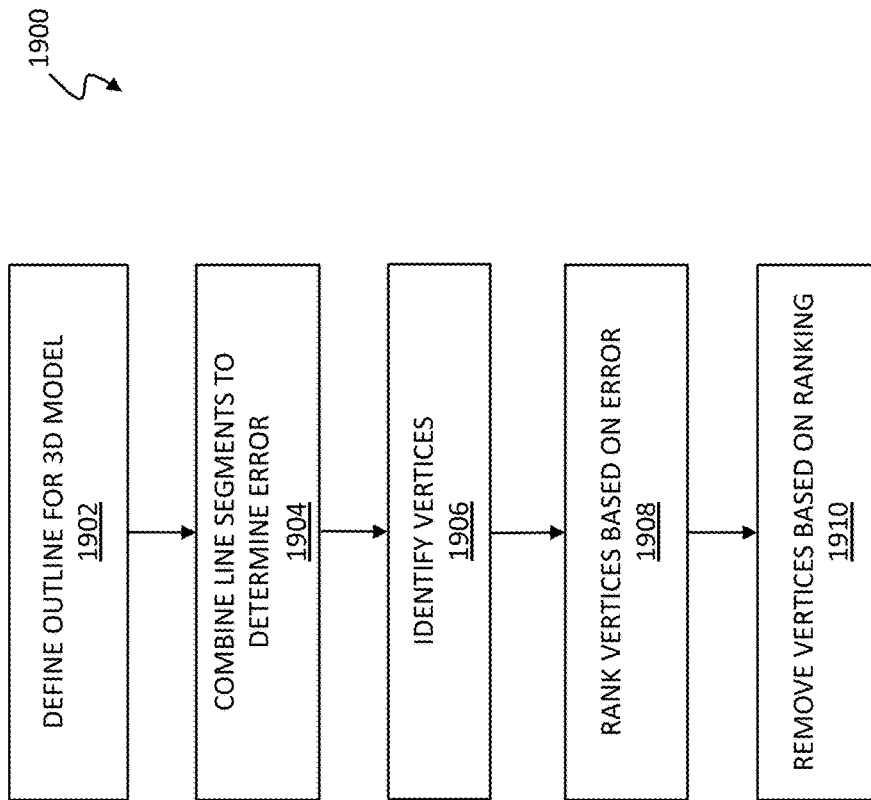 1900
DEFINE OUTLINE FOR 3D MODEL
1902
COMBINE LINE SEGMENTS TO
DETERMINE ERROR
1904
IDENTIFY VERTICES
1906
RANK VERTICES BASED ON ERROR
1908
REMOVE VERTICES BASED ON RANKING
1910